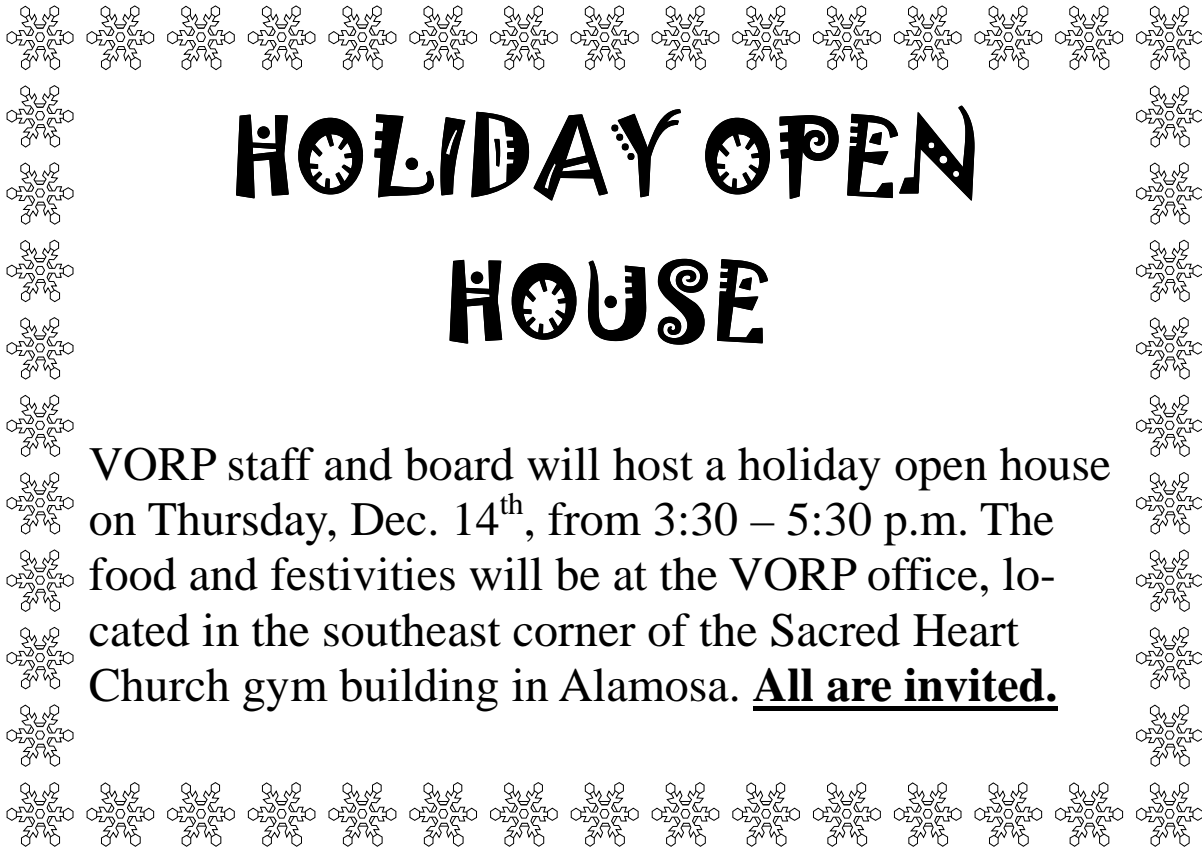 HOLIDAY OPEN
HOUSE
VORP staff and board will host a holiday open house
on Thursday, Dec. 14th, from 3:30 – 5:30 p.m. The
food and festivities will be at the VORP office, lo-
cated in the southeast corner of the Sacred Heart
Church gym building in Alamosa. All are invited.